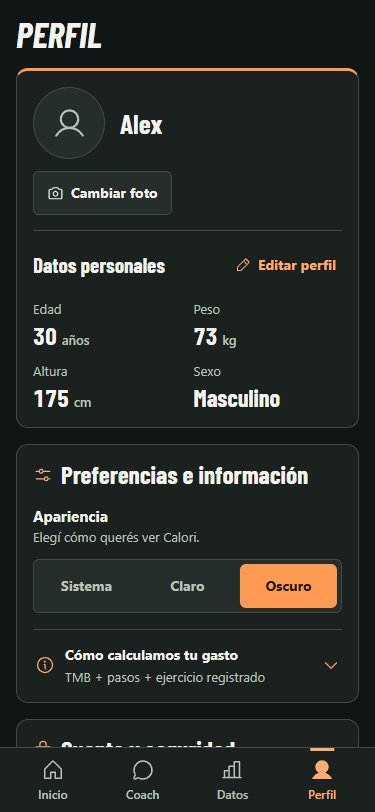 PERFIL
Alex
Cambiar foto
Datos personales
Editar perfil
Edad
Peso
30 años
73 kg
Altura
Sexo
175 cm
Masculino
Preferencias e información
Apariencia
Elegí cómo querés ver Calori.
Sistema
Claro
Oscuro
Cómo calculamos tu gasto
TMB + pasos + ejercicio registrado
Cuenta y seguridad
Inicio
Coach
Datos
Perfil